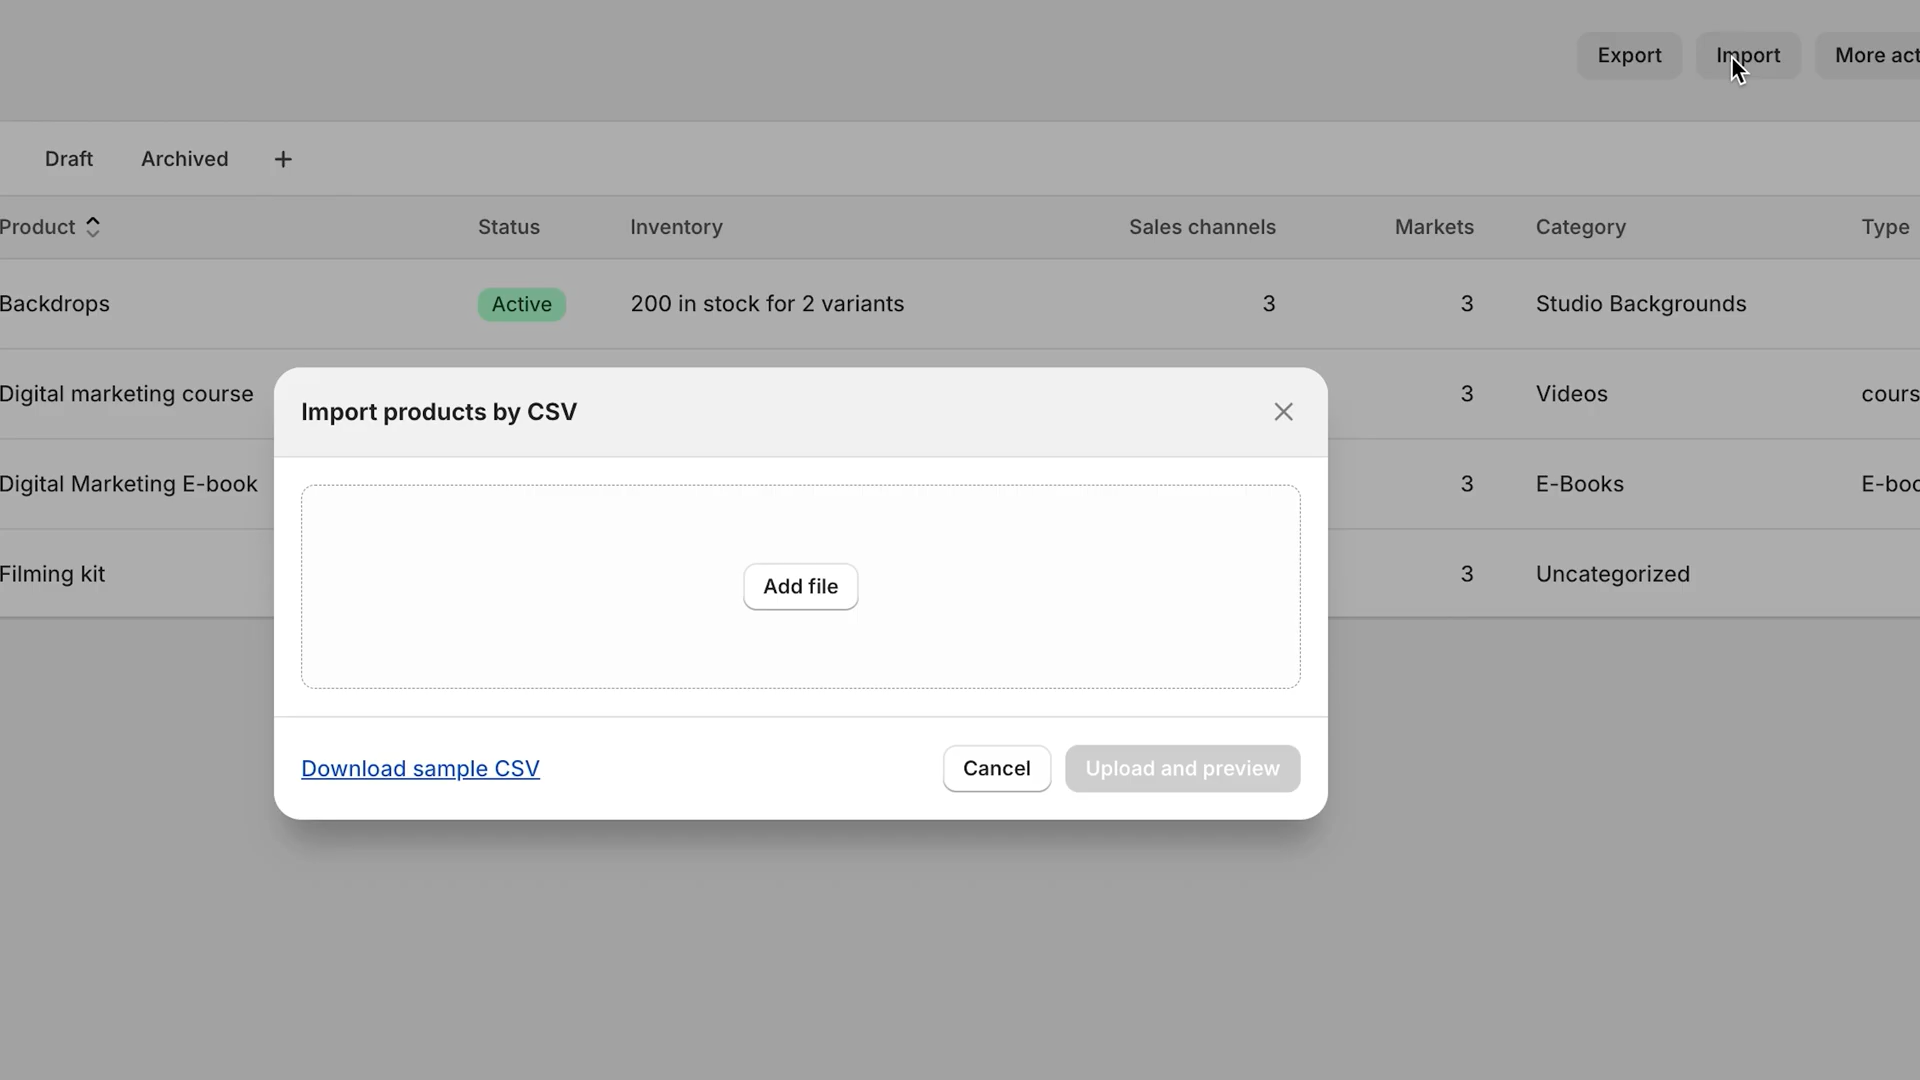 Export Import More act
Draft Archived +
Product Status Inventory Sales channels Markets Category Type
Backdrops Active 200 in stock for 2 variants 3 3 Studio Backgrounds
Digital marketing course 3 Videos cours
Digital Marketing E-book 3 E-Books E-boo
Filming kit 3 Uncategorized
Import products by CSV
Add file
Download sample CSV Cancel Upload and preview